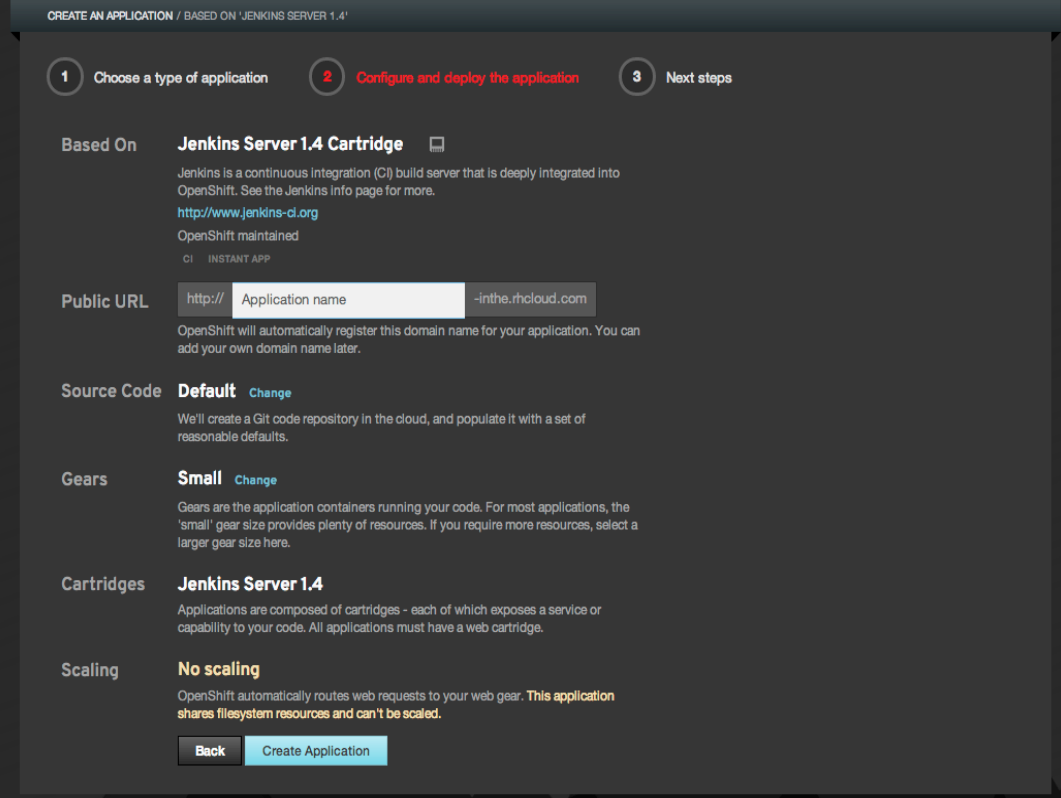 CREATE AN APPLICATION / BASED ON 'JENKINS SERVER 1.4'
1 Choose a type of application 2 Configure and deploy the application 3 Next steps
Based On Jenkins Server 1.4 Cartridge
Jenkins is a continuous integration (CI) build server that is deeply integrated into
OpenShift. See the Jenkins info page for more.
http://www.jenkins-ci.org
OpenShift maintained
CI INSTANT APP
Public URL http:// Application name -inthe.rhcloud.com
OpenShift will automatically register this domain name for your application. You can
add your own domain name later.
Source Code Default Change
We'll create a Git code repository in the cloud, and populate it with a set of
reasonable defaults.
Gears Small Change
Gears are the application containers running your code. For most applications, the
'small' gear size provides plenty of resources. If you require more resources, select a
larger gear size here.
Cartridges Jenkins Server 1.4
Applications are composed of cartridges - each of which exposes a service or
capability to your code. All applications must have a web cartridge.
Scaling No scaling
OpenShift automatically routes web requests to your web gear. This application
shares filesystem resources and can't be scaled.
Back Create Application